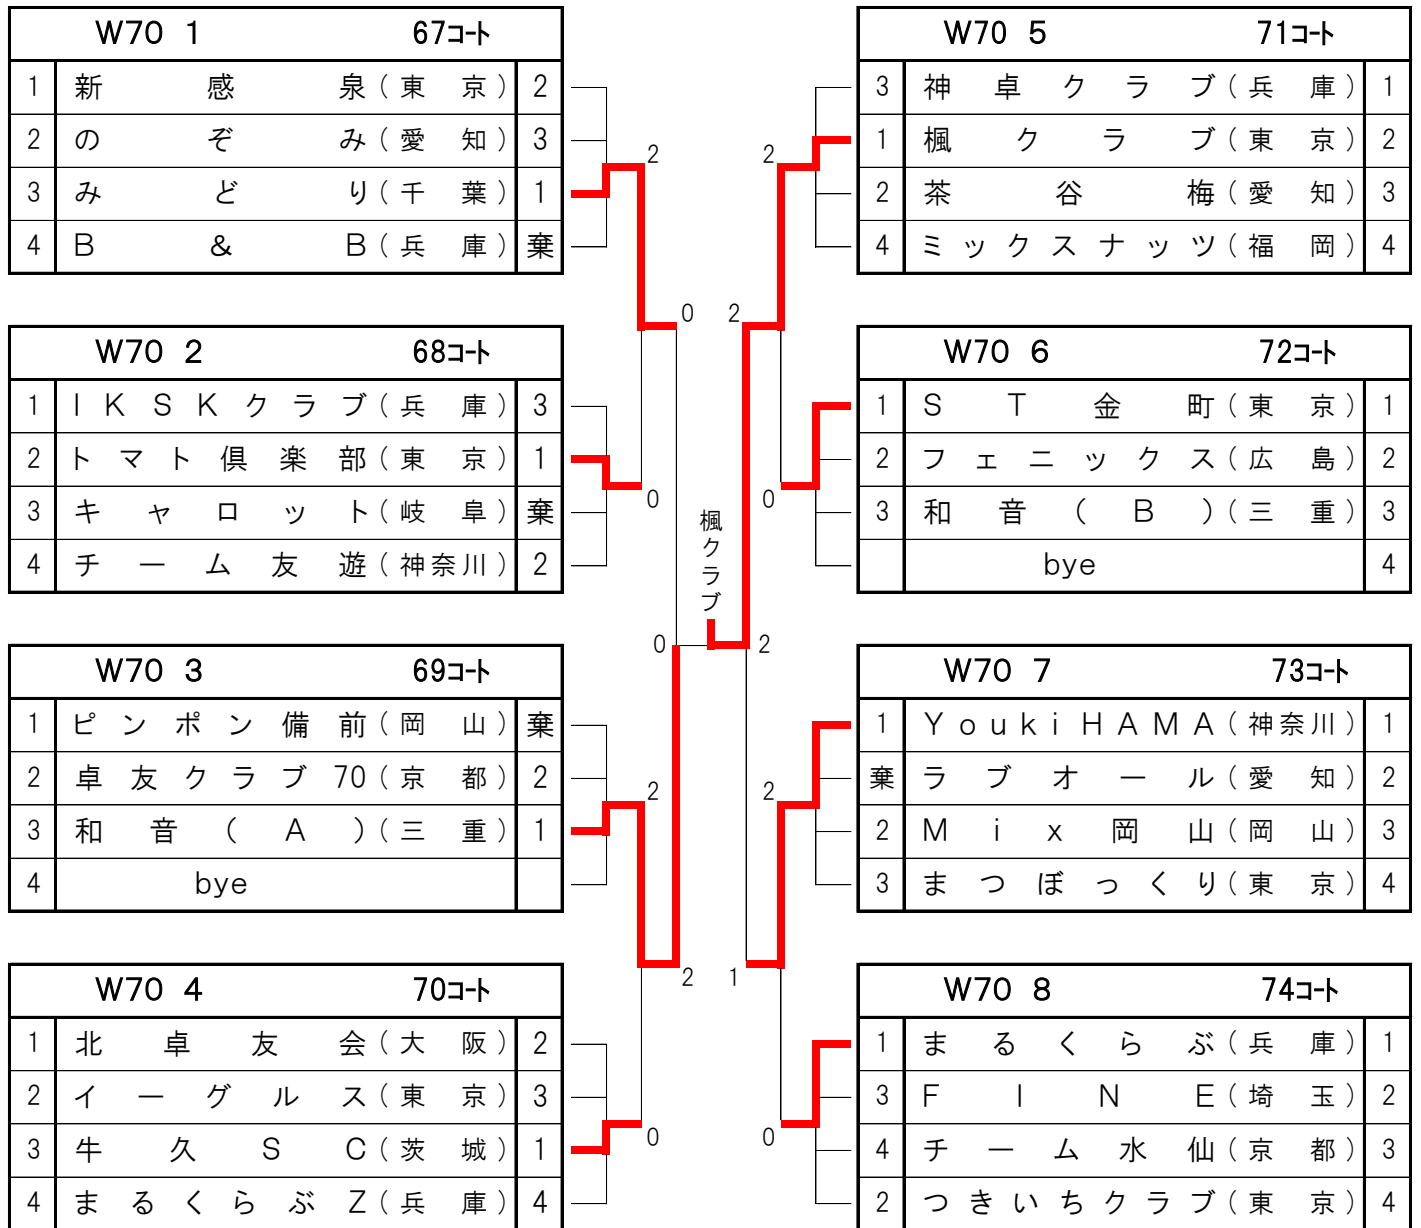 W70 1 67コート
1 新感泉(東京) 2
2 のぞみ(愛知) 3
3 みどり(千葉) 1
4 B&B(兵庫) 棄
W70 2 68コート
1 IKSKクラブ(兵庫) 3
2 トマト倶楽部(東京) 1
3 キャロット(岐阜) 棄
4 チーム友遊(神奈川) 2
W70 3 69コート
1 ピンポン備前(岡山) 棄
2 卓友クラブ70(京都) 2
3 和音(A)(三重) 1
4 bye
W70 4 70コート
1 北卓友会(大阪) 2
2 イーグルス(東京) 3
3 牛久SC(茨城) 1
4 まるくらぶZ(兵庫) 4
2
0
0
0
2
2
0
楓クラブ
2
2
0
2
2
1
0
W70 5 71コート
3 神卓クラブ(兵庫) 1
1 楓クラブ(東京) 2
2 茶谷梅(愛知) 3
4 ミックスナッツ(福岡) 4
W70 6 72コート
1 ST金町(東京) 1
2 フェニックス(広島) 2
3 和音(B)(三重) 3
bye 4
W70 7 73コート
1 YoukiHAMA(神奈川) 1
棄 ラブオール(愛知) 2
2 Mix岡山(岡山) 3
3 まつぼっくり(東京) 4
W70 8 74コート
1 まるくらぶ(兵庫) 1
3 FINE(埼玉) 2
4 チーム水仙(京都) 3
2 つきいちクラブ(東京) 4